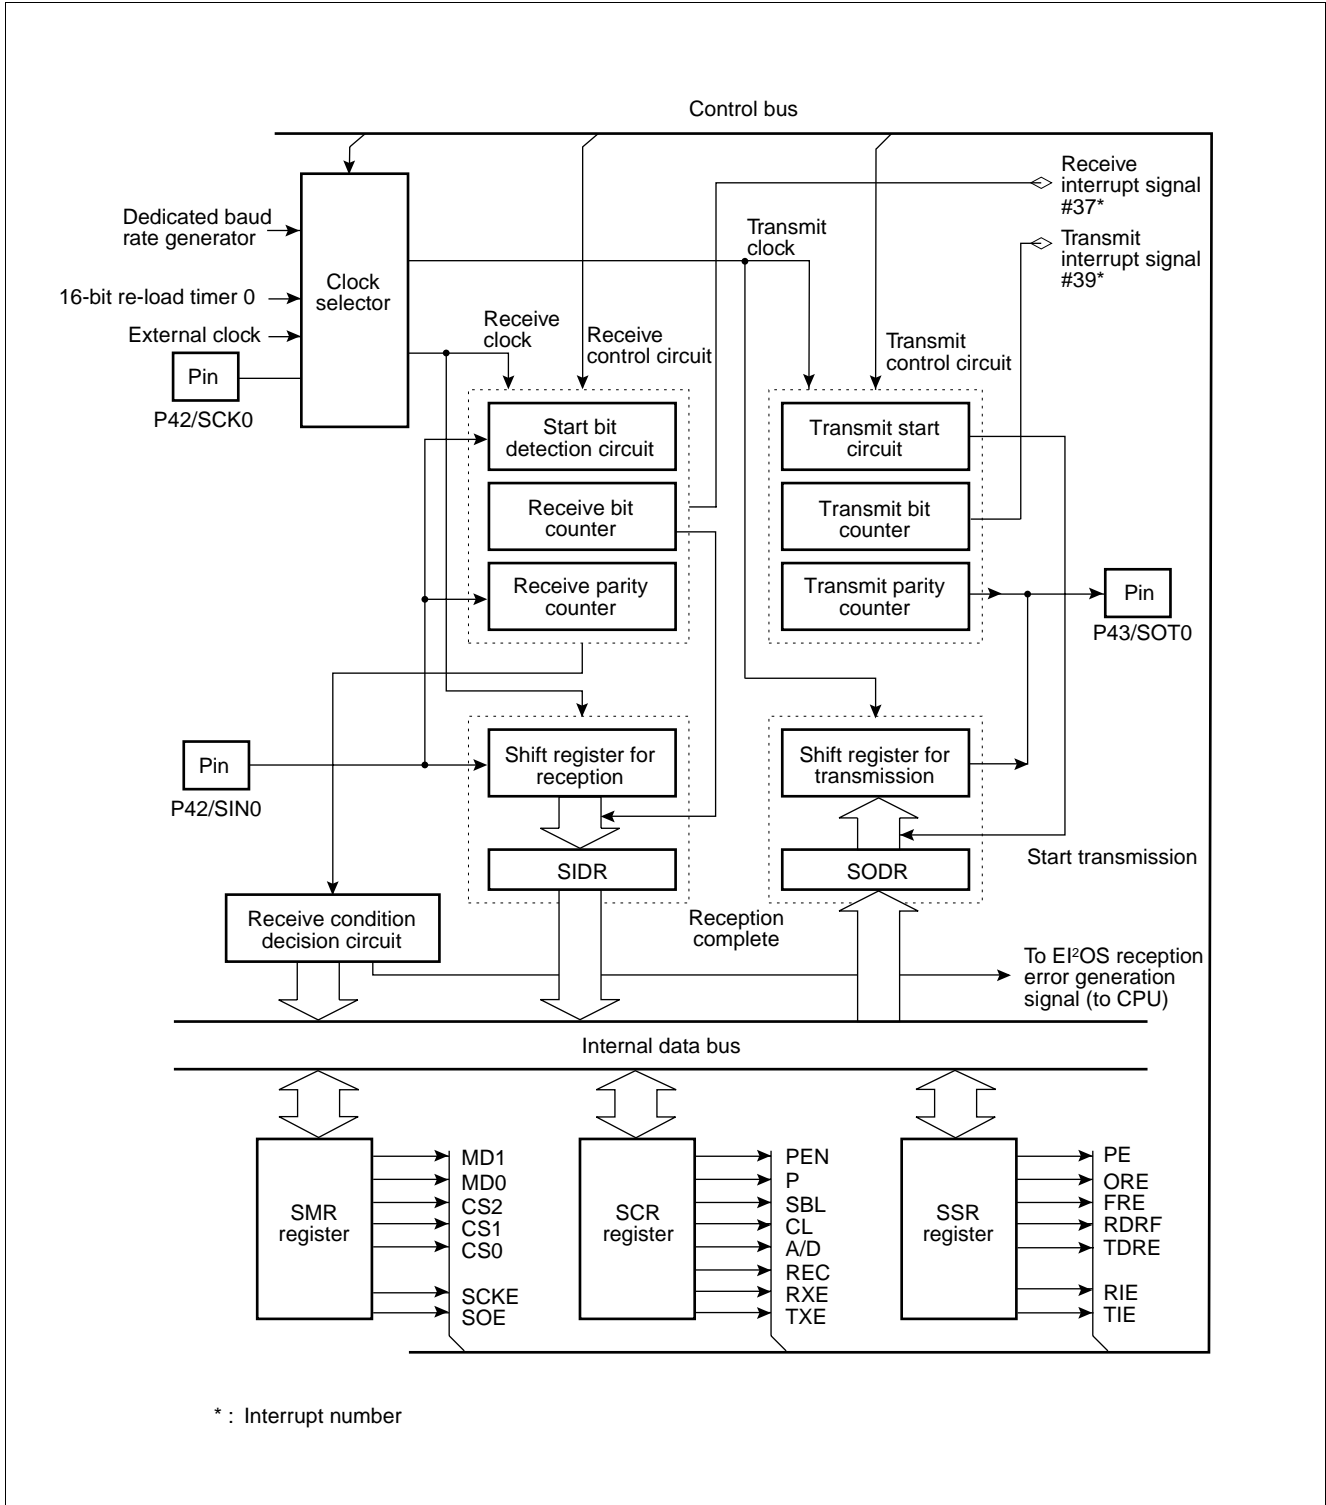 Control bus
Receive
interrupt signal
#37*
Dedicated baud
rate generator
Transmit
clock
Transmit
interrupt signal
#39*
Clock
selector
16-bit re-load timer 0
External clock
Receive
clock
Receive
control circuit
Transmit
control circuit
Pin
P42/SCK0
Start bit
detection circuit
Transmit start
circuit
Receive bit
counter
Transmit bit
counter
Receive parity
counter
Transmit parity
counter
Pin
P43/SOT0
Pin
P42/SIN0
Shift register for
reception
Shift register for
transmission
Start transmission
SIDR
SODR
Receive condition
decision circuit
Reception
complete
To EI²OS reception
error generation
signal (to CPU)
Internal data bus
SMR
register
MD1
MD0
CS2
CS1
CS0
SCKE
SOE
SCR
register
PEN
P
SBL
CL
A/D
REC
RXE
TXE
SSR
register
PE
ORE
FRE
RDRF
TDRE
RIE
TIE
* : Interrupt number